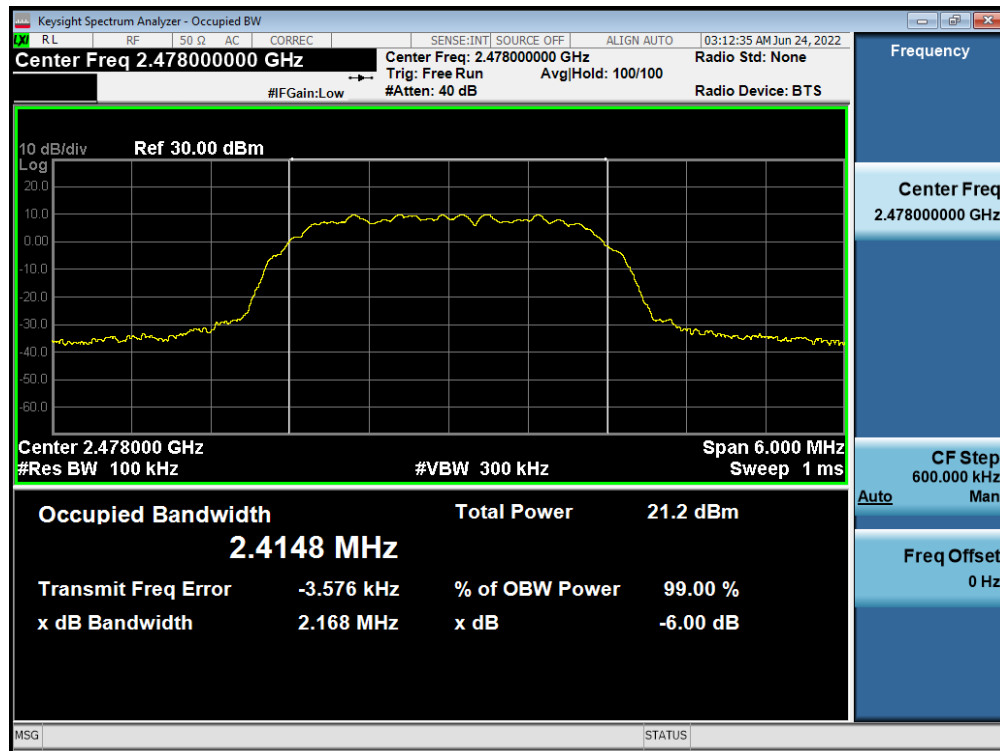 Keysight Spectrum Analyzer - Occupied BW
LXI RL RF 50 Ω AC CORREC SENSE:INT SOURCE OFF ALIGN AUTO 03:12:35 AM Jun 24, 2022
Center Freq 2.478000000 GHz
Center Freq: 2.478000000 GHz
Radio Std: None
Trig: Free Run Avg|Hold: 100/100
#IFGain:Low
#Atten: 40 dB
Radio Device: BTS
10 dB/div Ref 30.00 dBm
Log
20.0
10.0
0.00
-10.0
-20.0
-30.0
-40.0
-50.0
-60.0
Center 2.478000 GHz Span 6.000 MHz
#Res BW 100 kHz #VBW 300 kHz Sweep 1 ms
Occupied Bandwidth Total Power 21.2 dBm
2.4148 MHz
Transmit Freq Error -3.576 kHz % of OBW Power 99.00 %
x dB Bandwidth 2.168 MHz x dB -6.00 dB
Frequency
Center Freq
2.478000000 GHz
CF Step
600.000 kHz
Auto Man
Freq Offset
0 Hz
MSG STATUS